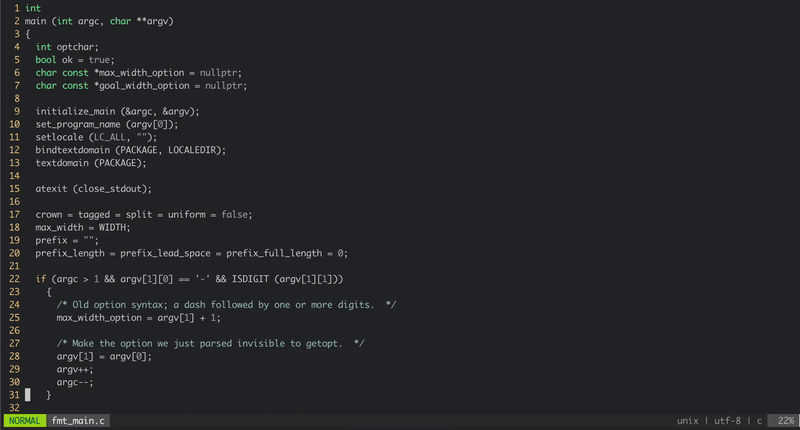 1 int
2 main (int argc, char **argv)
3 {
4   int optchar;
5   bool ok = true;
6   char const *max_width_option = nullptr;
7   char const *goal_width_option = nullptr;
8
9   initialize_main (&argc, &argv);
10   set_program_name (argv[0]);
11   setlocale (LC_ALL, "");
12   bindtextdomain (PACKAGE, LOCALEDIR);
13   textdomain (PACKAGE);
14
15   atexit (close_stdout);
16
17   crown = tagged = split = uniform = false;
18   max_width = WIDTH;
19   prefix = "";
20   prefix_length = prefix_lead_space = prefix_full_length = 0;
21
22   if (argc > 1 && argv[1][0] == '-' && ISDIGIT (argv[1][1]))
23     {
24       /* Old option syntax; a dash followed by one or more digits.  */
25       max_width_option = argv[1] + 1;
26
27       /* Make the option we just parsed invisible to getopt.  */
28       argv[1] = argv[0];
29       argv++;
30       argc--;
31     }
32
NORMAL fmt_main.c unix | utf-8 | c 22%